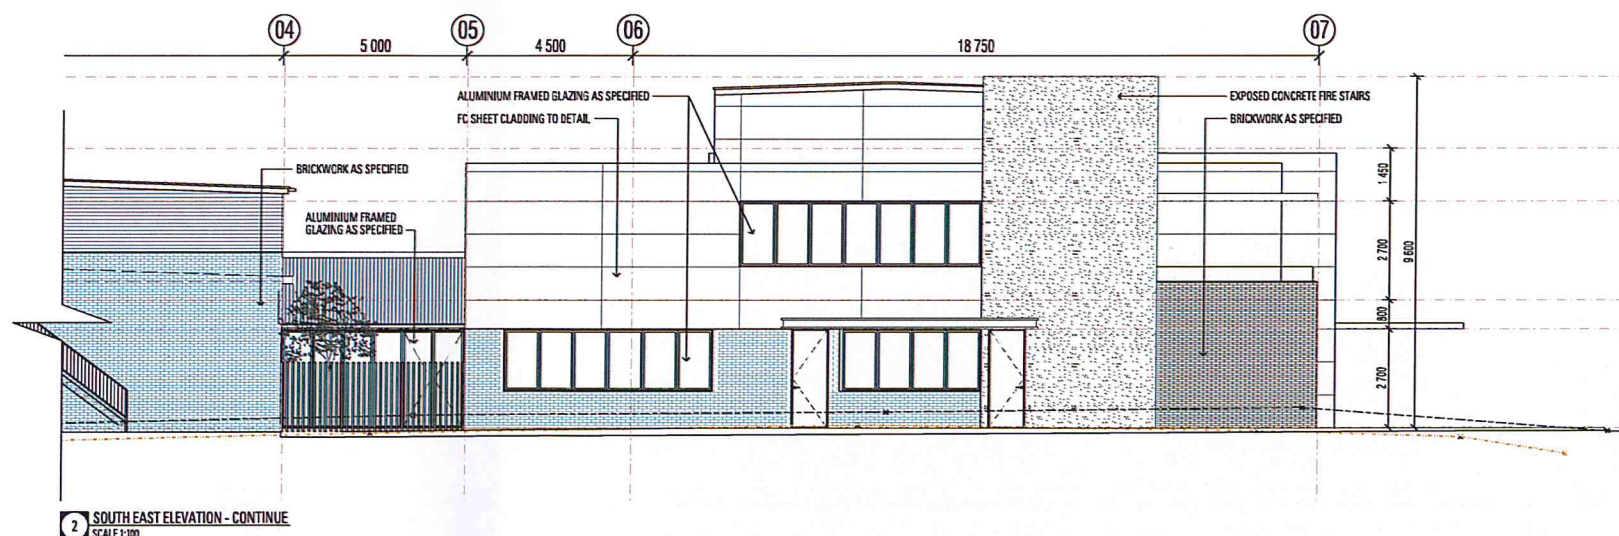 04 05 06 07
5 000 4 500 18 750
ALUMINIUM FRAMED GLAZING AS SPECIFIED
FC SHEET CLADDING TO DETAIL
EXPOSED CONCRETE FIRE STAIRS
BRICKWORK AS SPECIFIED
BRICKWORK AS SPECIFIED
ALUMINIUM FRAMED
GLAZING AS SPECIFIED
1 450
2 700
9 600
800
2 700
2 SOUTH EAST ELEVATION - CONTINUE
SCALE 1:100